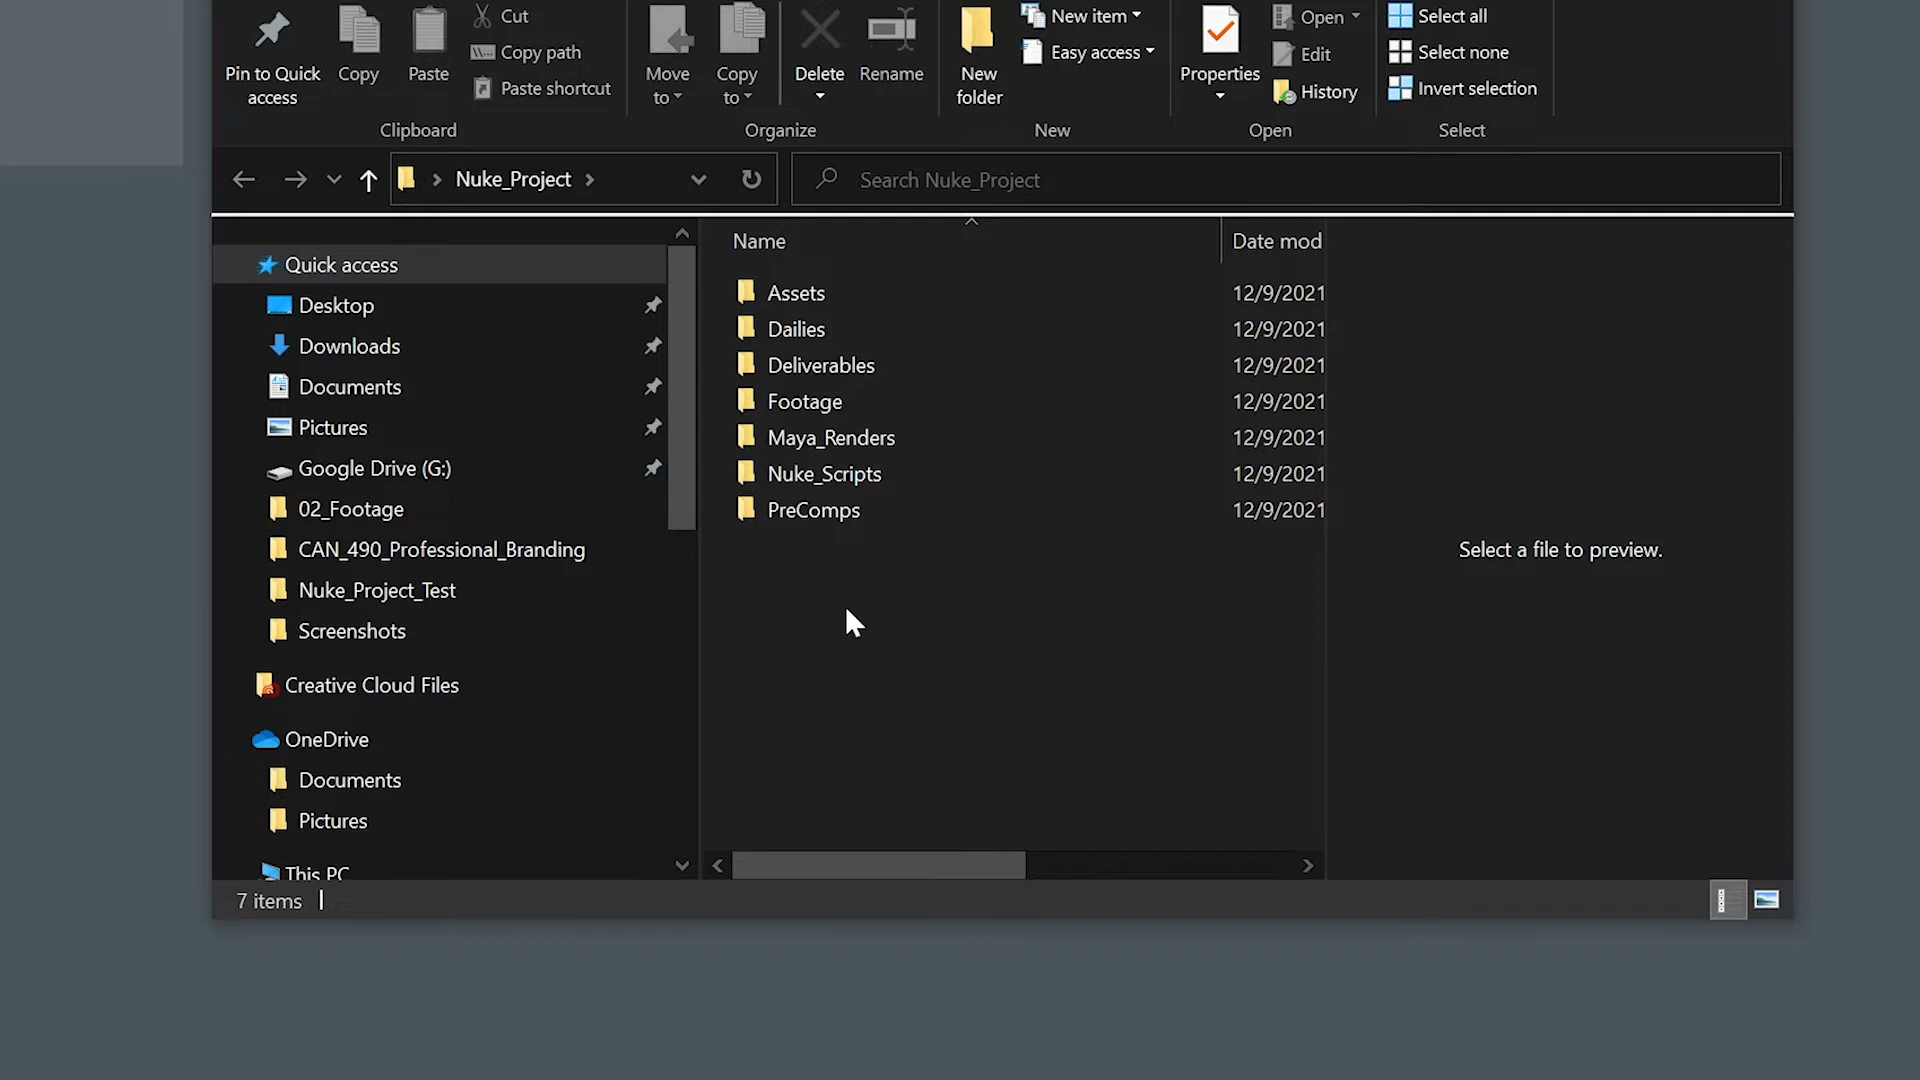 Pin to Quick
access
Copy
Paste
Cut
Copy path
Paste shortcut
Clipboard
Move
to
Copy
to
Delete
Rename
Organize
New
folder
New item
Easy access
New
Properties
Open
Edit
History
Open
Select all
Select none
Invert selection
Select
Nuke_Project
Search Nuke_Project
Quick access
Desktop
Downloads
Documents
Pictures
Google Drive (G:)
02_Footage
CAN_490_Professional_Branding
Nuke_Project_Test
Screenshots
Creative Cloud Files
OneDrive
Documents
Pictures
This PC
Name Date mod
Assets 12/9/2021
Dailies 12/9/2021
Deliverables 12/9/2021
Footage 12/9/2021
Maya_Renders 12/9/2021
Nuke_Scripts 12/9/2021
PreComps 12/9/2021
Select a file to preview.
7 items